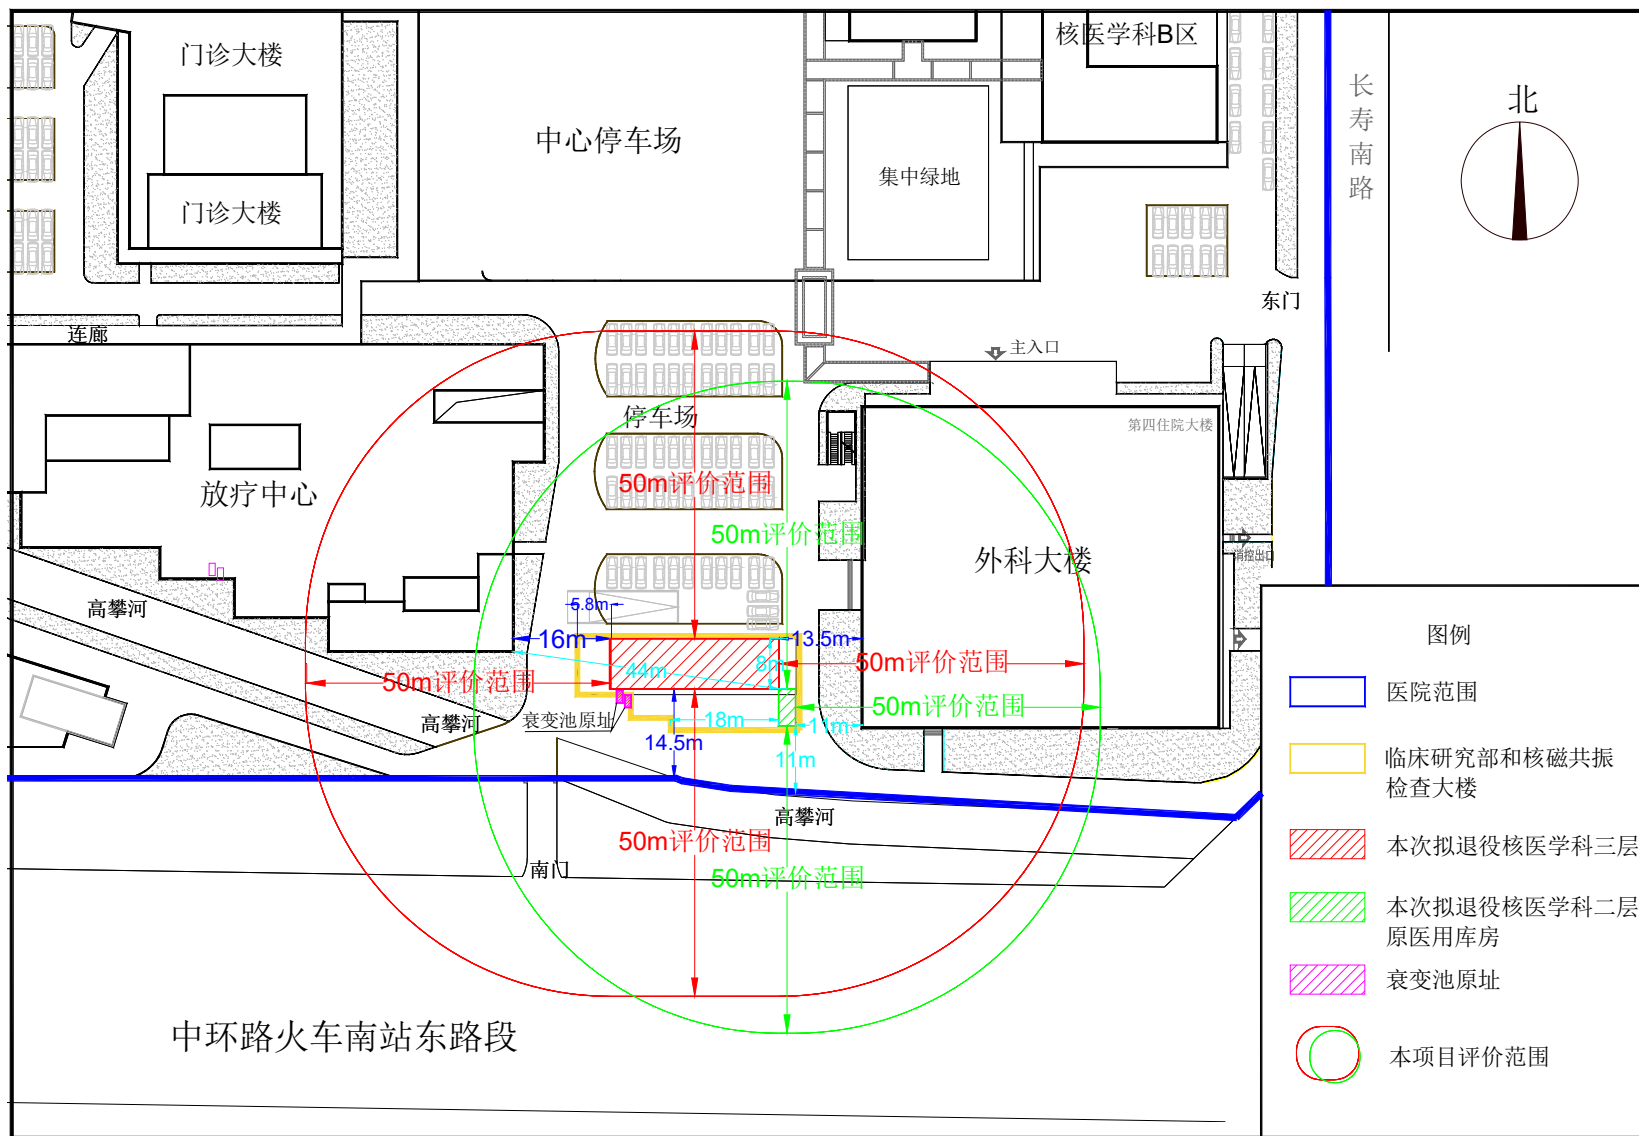 门诊大楼
门诊大楼
中心停车场
核医学科B区
集中绿地
长寿南路
北
东门
连廊
主入口
停车场
第四住院大楼
50m评价范围
50m评价范围
放疗中心
外科大楼
高攀河
5.8m
16m
13.5m
44m
8m
50m评价范围
50m评价范围
50m评价范围
高攀河
衰变池原址
18m
11m
14.5m
11m
高攀河
50m评价范围
50m评价范围
南门
中环路火车南站东路段
图例
医院范围
临床研究部和核磁共振
检查大楼
本次拟退役核医学科三层
本次拟退役核医学科二层
原医用库房
衰变池原址
本项目评价范围